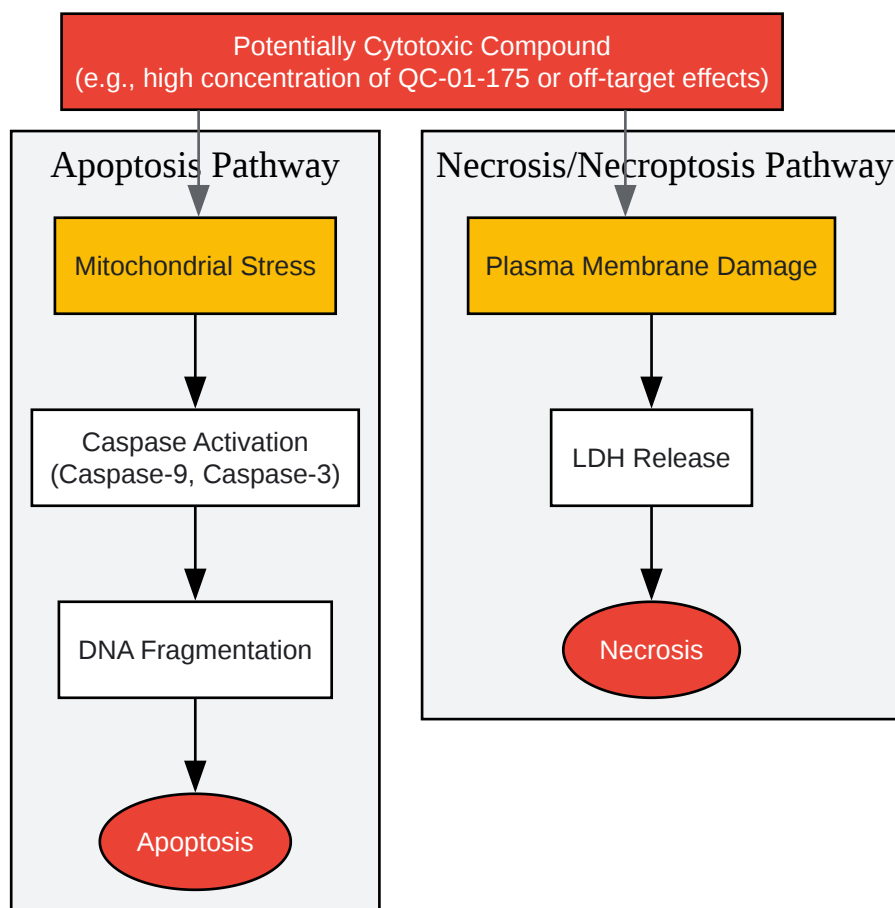 Potentially Cytotoxic Compound
(e.g., high concentration of QC-01-175 or off-target effects)
Apoptosis Pathway
Mitochondrial Stress
Caspase Activation
(Caspase-9, Caspase-3)
DNA Fragmentation
Apoptosis
Necrosis/Necroptosis Pathway
Plasma Membrane Damage
LDH Release
Necrosis